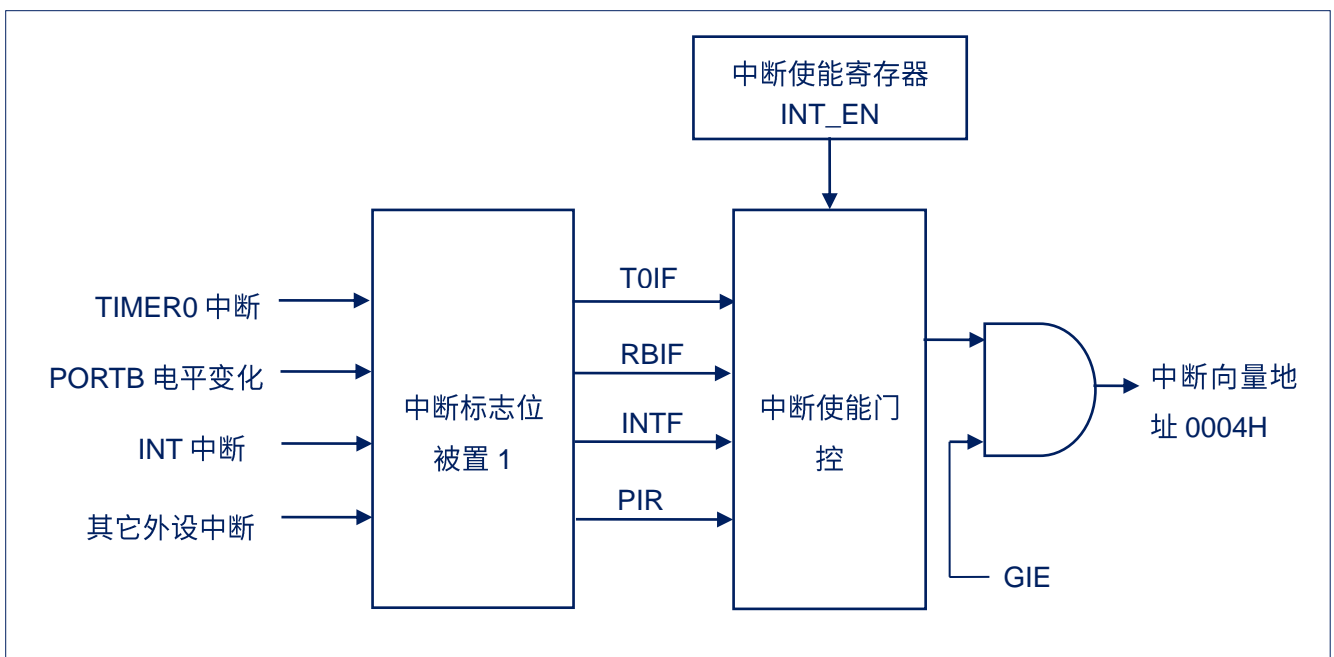 中断使能寄存器
INT_EN
TIMER0 中断
PORTB 电平变化
INT 中断
其它外设中断
中断标志位
被置 1
T0IF
RBIF
INTF
PIR
中断使能门
控
GIE
中断向量地
址 0004H